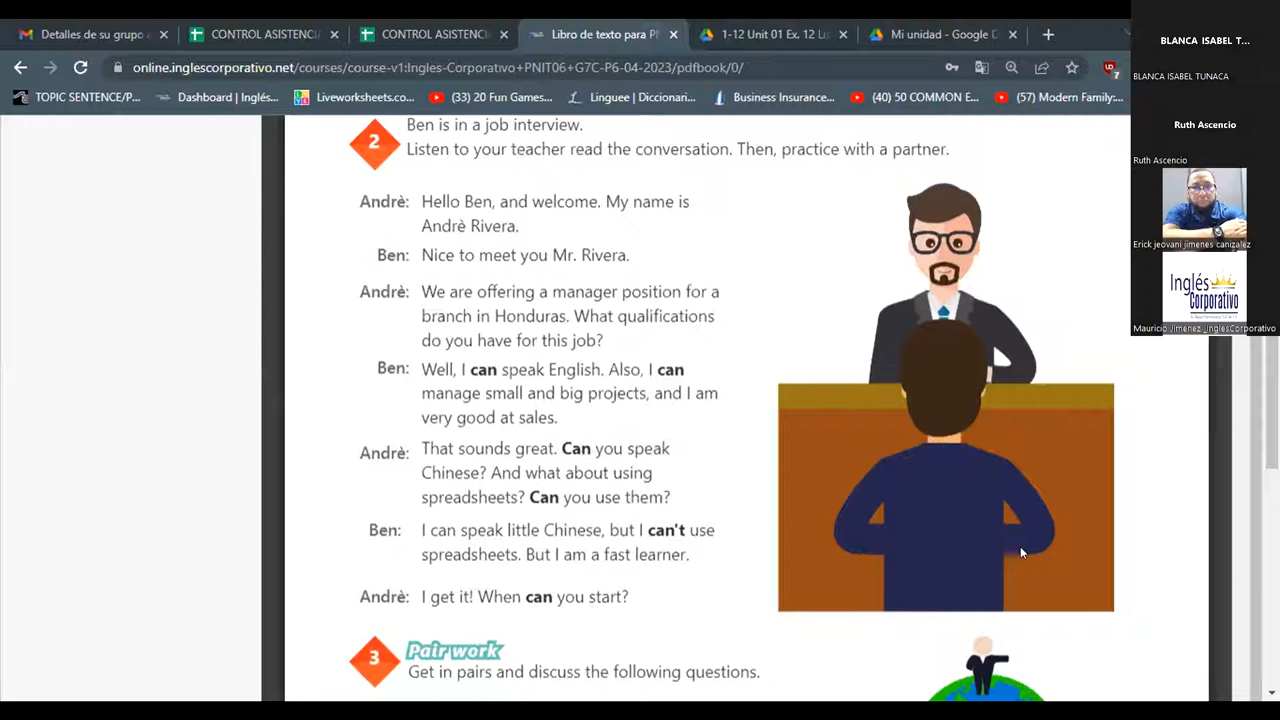 Detalles de su grupo
CONTROL ASISTENCI
CONTROL ASISTENC
Libro de texto para P
1-12 Unit 01 Ex. 12 Li
Mi unidad - Google D
online.inglescorporativo.net/courses/course-v1:Ingles-Corporativo+PNIT06+G7C-P6-04-2023/pdfbook/0/
TOPIC SENTENCE/P...
Dashboard | Inglés...
Liveworksheets.co...
(33) 20 Fun Games...
Linguee | Diccionari...
Business Insurance...
(40) 50 COMMON E...
(57) Modern Family:...
BLANCA ISABEL T...
BLANCA ISABEL TUNACA
Ruth Ascencio
Ruth Ascencio
Erick jeovani jimenes canizalez
Inglés
Corporativo
Mauricio Jimenez _InglesCorporativo
2
Ben is in a job interview.
Listen to your teacher read the conversation. Then, practice with a partner.
Andrè: Hello Ben, and welcome. My name is
Andrè Rivera.
Ben: Nice to meet you Mr. Rivera.
Andrè: We are offering a manager position for a
branch in Honduras. What qualifications
do you have for this job?
Ben: Well, I can speak English. Also, I can
manage small and big projects, and I am
very good at sales.
Andrè: That sounds great. Can you speak
Chinese? And what about using
spreadsheets? Can you use them?
Ben: I can speak little Chinese, but I can't use
spreadsheets. But I am a fast learner.
Andrè: I get it! When can you start?
3
Pair work
Get in pairs and discuss the following questions.